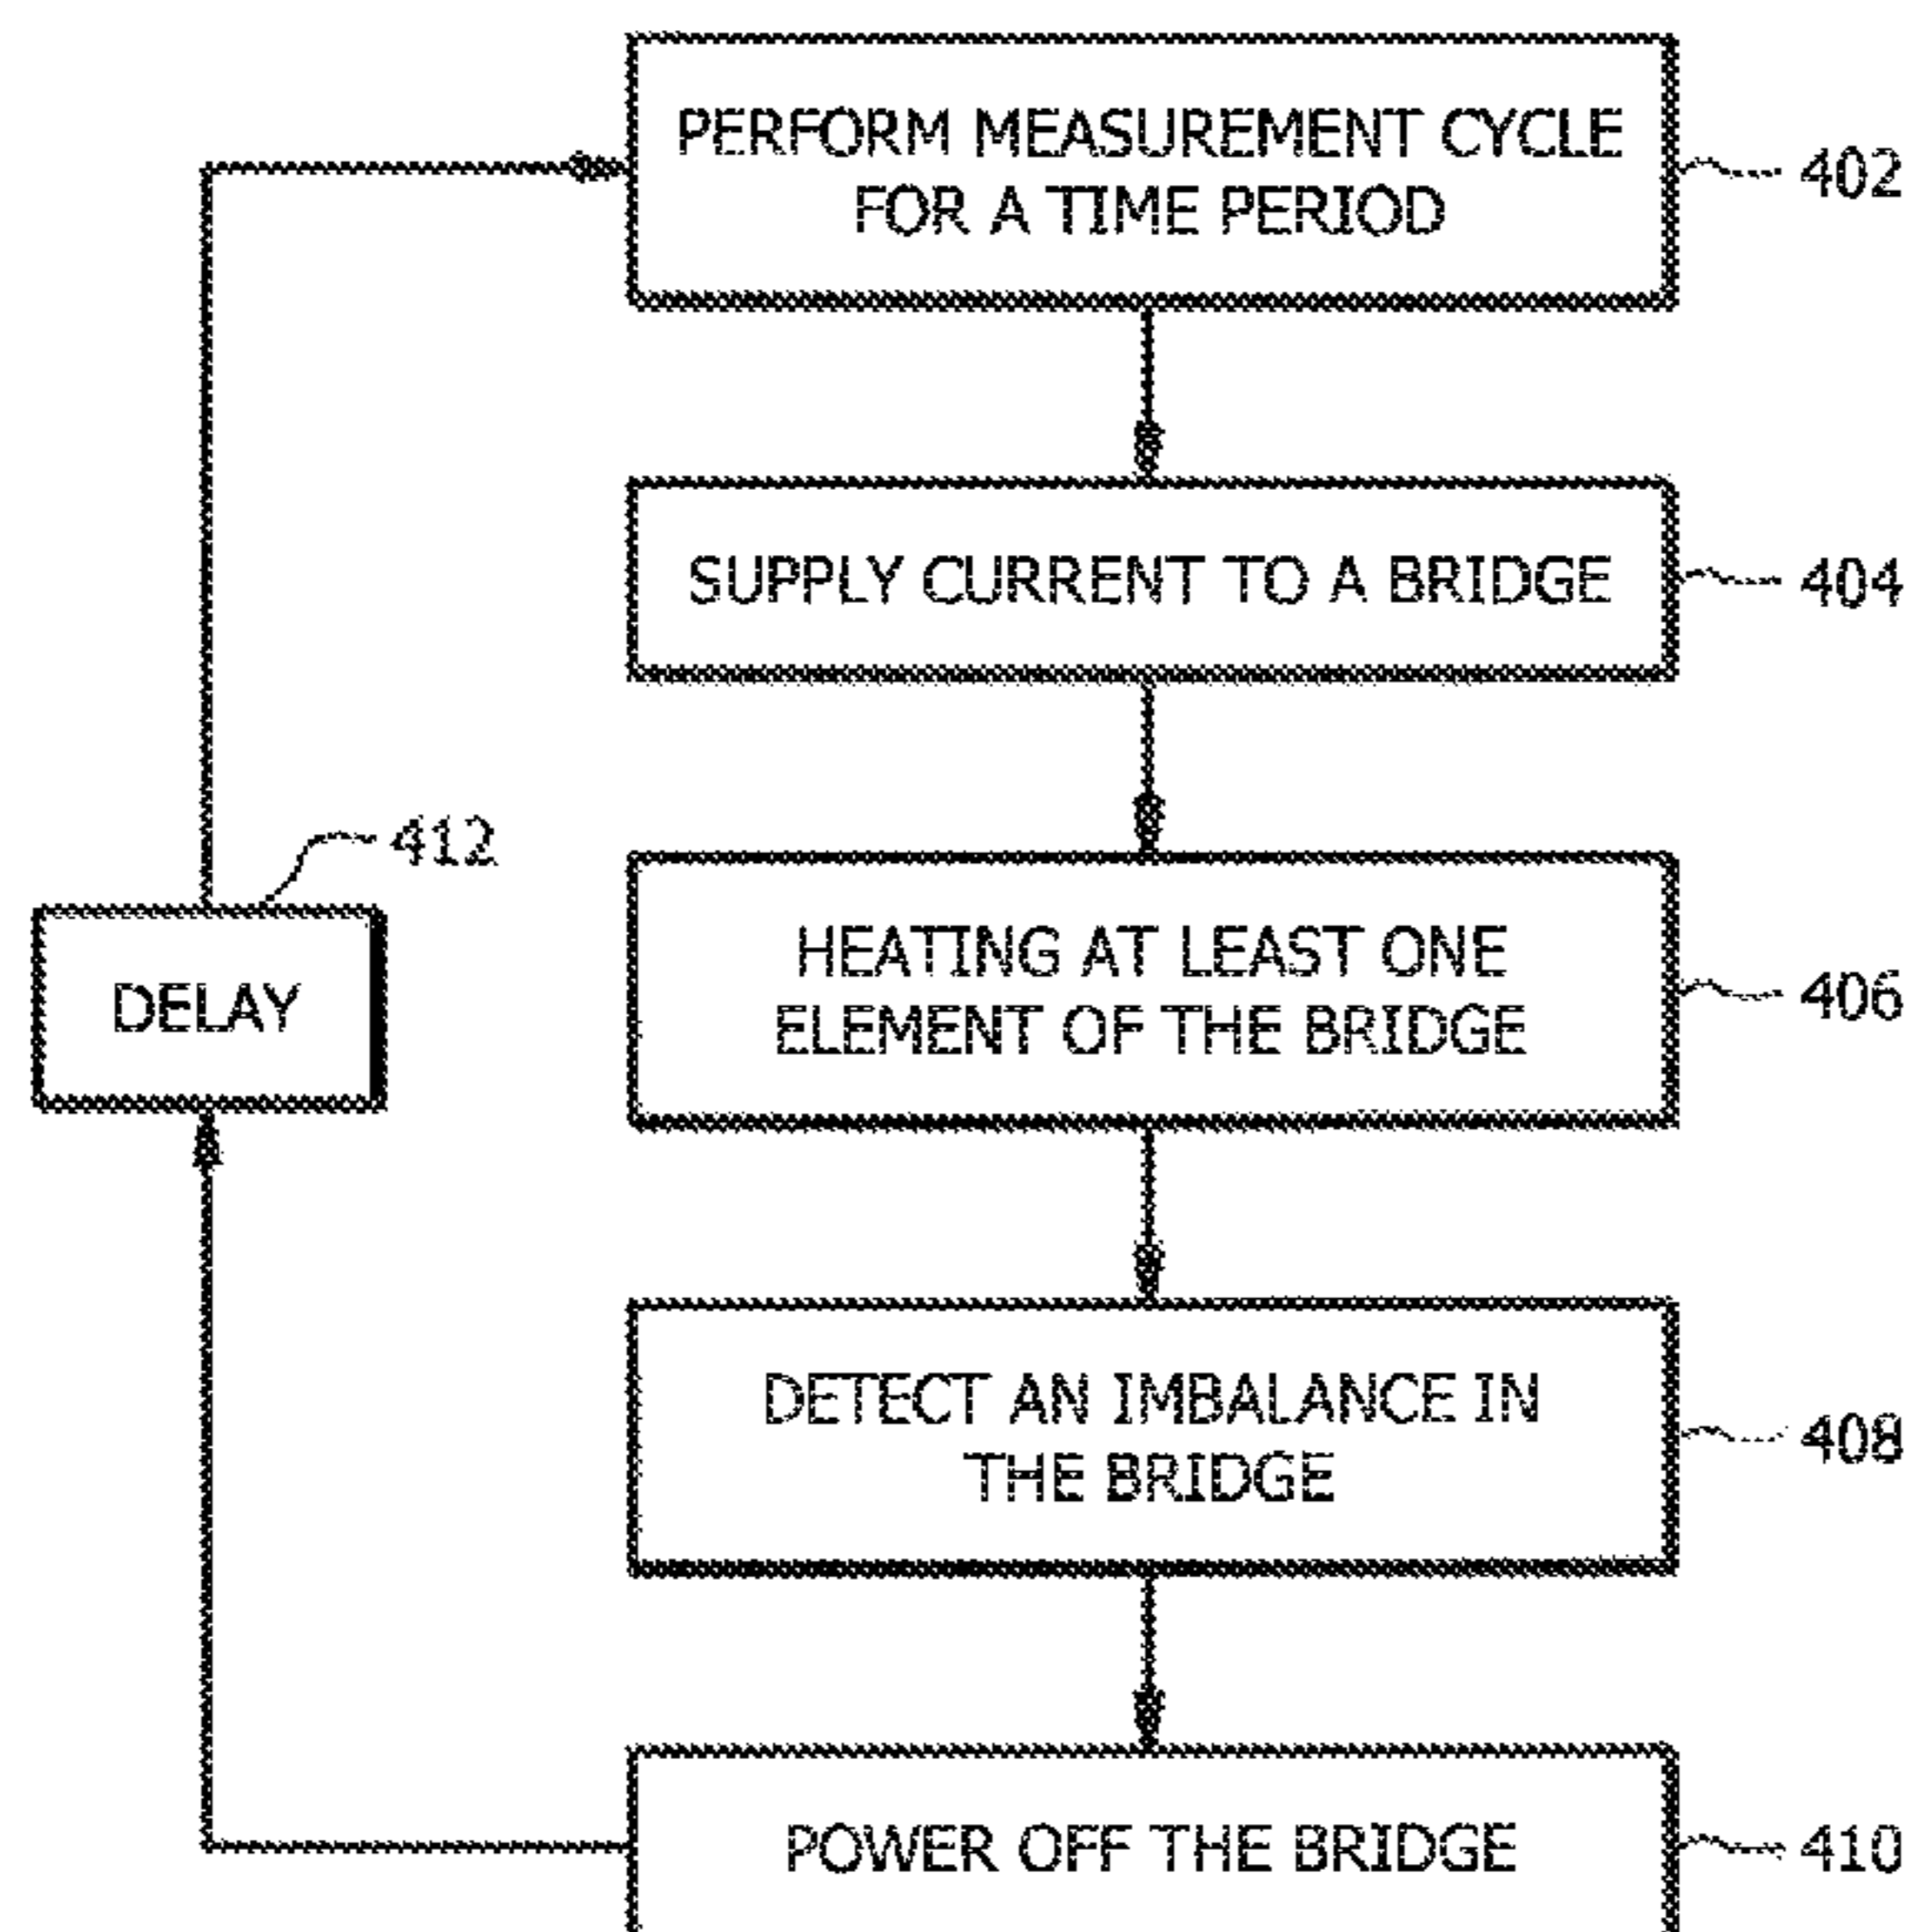 PERFORM MEASUREMENT CYCLE
FOR A TIME PERIOD
402
SUPPLY CURRENT TO A BRIDGE
404
412
DELAY
HEATING AT LEAST ONE
ELEMENT OF THE BRIDGE
406
DETECT AN IMBALANCE IN
THE BRIDGE
408
POWER OFF THE BRIDGE
410